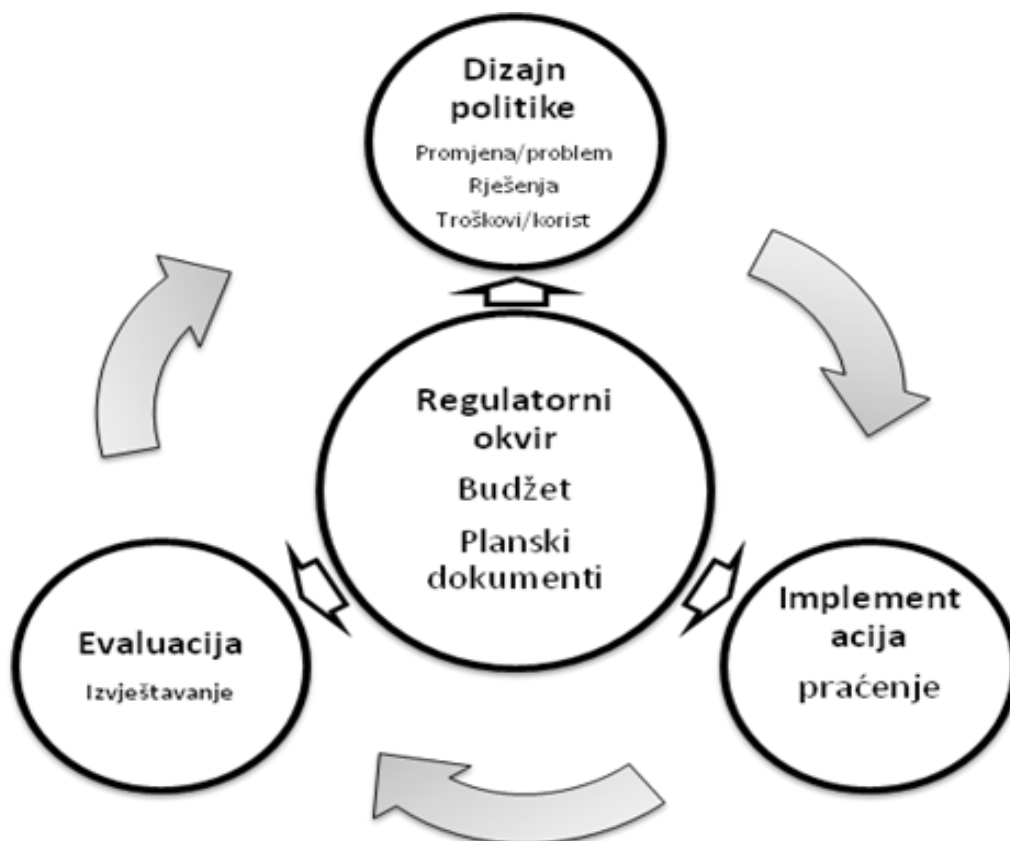 Dizajn
politike
Promjena/problem
Rješenja
Troškovi/korist
Regulatorni
okvir
Budžet
Planski
dokumenti
Implement
acija
praćenje
Evaluacija
Izvještavanje